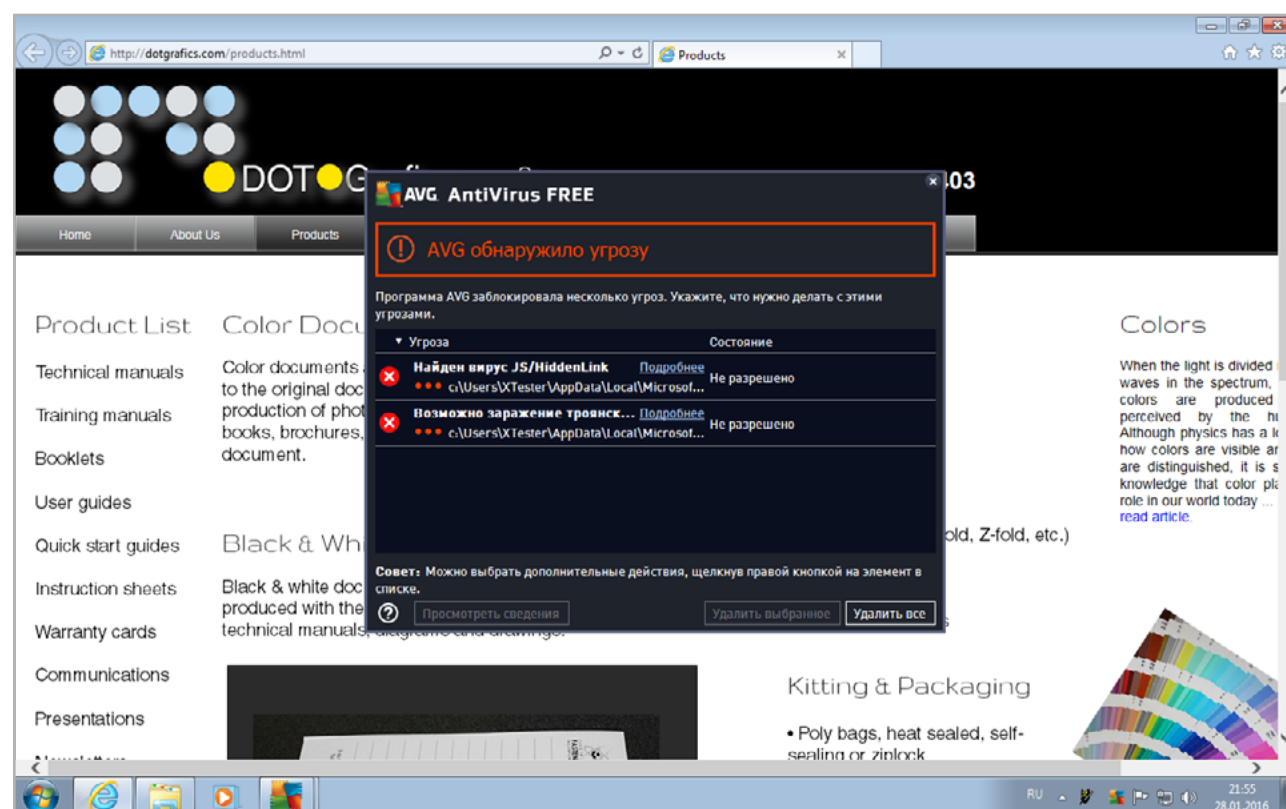 http://dotgrafics.com/products.html
Products
DOT G
403
Home About Us Products
AVG AntiVirus FREE
AVG обнаружило угрозу
Программа AVG заблокировала несколько угроз. Укажите, что нужно делать с этими
угрозами.
Угроза Состояние
Найден вирус JS/HiddenLink Подробнее
c:\Users\XTester\AppData\Local\Microsof...
Не разрешено
Возможно заражение троянск... Подробнее
c:\Users\XTester\AppData\Local\Microsof...
Не разрешено
Совет: Можно выбрать дополнительные действия, щелкнув правой кнопкой на элемент в
списке.
Просмотреть сведения Удалить выбранное Удалить все
Product List
Technical manuals
Training manuals
Booklets
User guides
Quick start guides
Instruction sheets
Warranty cards
Communications
Presentations
Color Docu
Color documents
to the original doc
production of phot
books, brochures,
document.
Black & Whi
Black & white doc
produced with the
technical manuals, diagrams and drawings.
old, Z-fold, etc.)
Kitting & Packaging
• Poly bags, heat sealed, self-
sealing or ziplock
Colors
When the light is divided
waves in the spectrum,
colors are produced
perceived by the hu
Although physics has a lo
how colors are visible an
are distinguished, it is s
knowledge that color pla
role in our world today ...
read article.
RU
21:55
28.01.2016